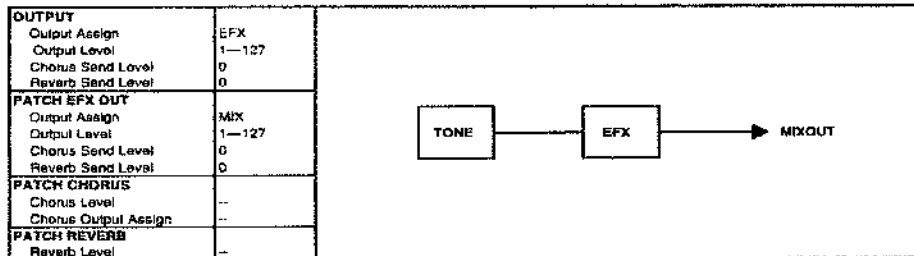 OUTPUT
Output Assign EFX
Output Level 1—127
Chorus Send Level 0
Reverb Send Level 0
PATCH EFX OUT
Output Assign MIX
Output Level 1—127
Chorus Send Level 0
Reverb Send Level 0
PATCH CHORUS
Chorus Level --
Chorus Output Assign --
PATCH REVERB
Reverb Level --
TONE EFX MIXOUT